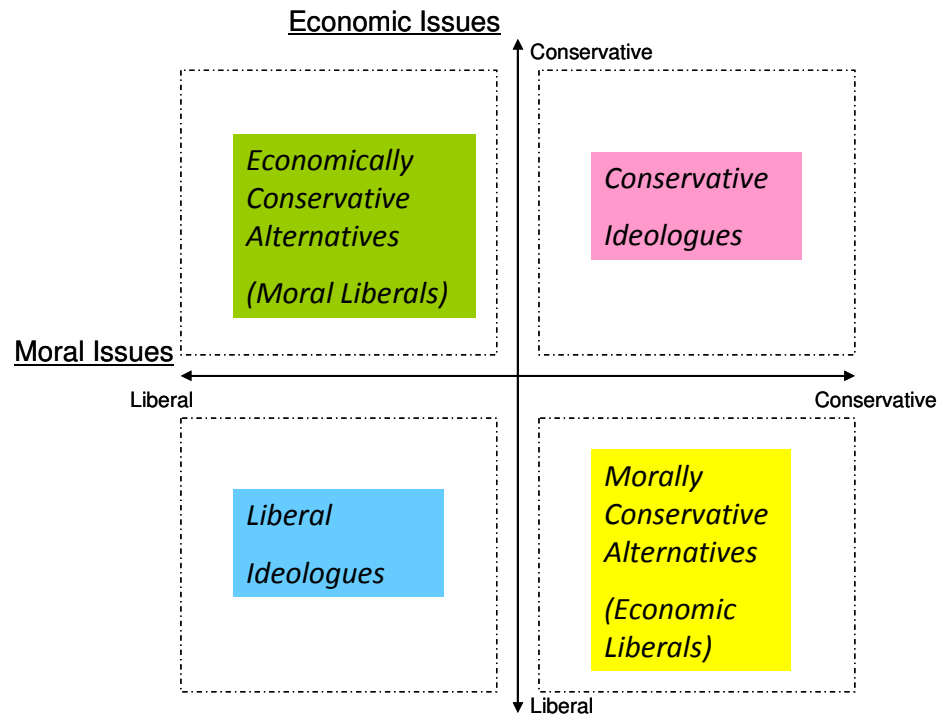 Economic Issues
Conservative
Economically
Conservative
Alternatives
(Moral Liberals)
Conservative
Ideologues
Moral Issues
Liberal
Conservative
Liberal
Ideologues
Morally
Conservative
Alternatives
(Economic
Liberals)
Liberal